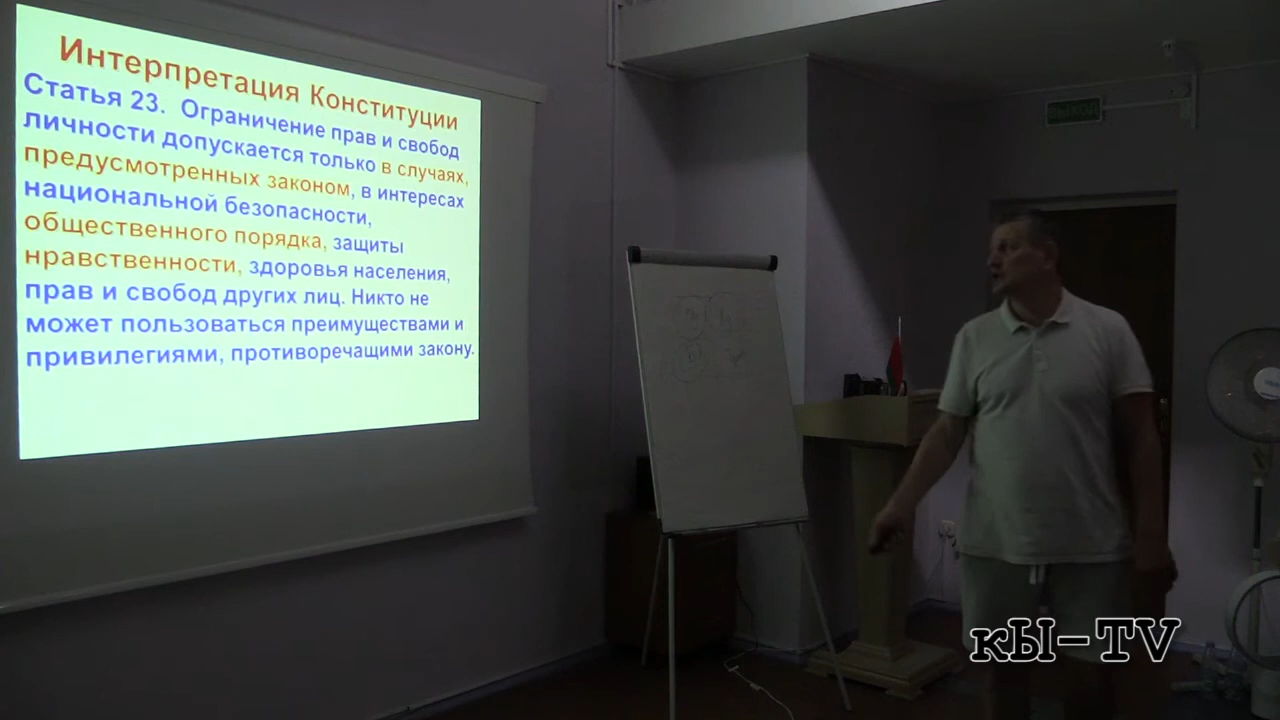 Интерпретация Конституции
Статья 23. Ограничение прав и свобод
личности допускается только в случаях,
предусмотренных законом, в интересах
национальной безопасности,
общественного порядка, защиты
нравственности, здоровья населения,
прав и свобод других лиц. Никто не
может пользоваться преимуществами и
привилегиями, противоречащими закону.
кЫ-TV